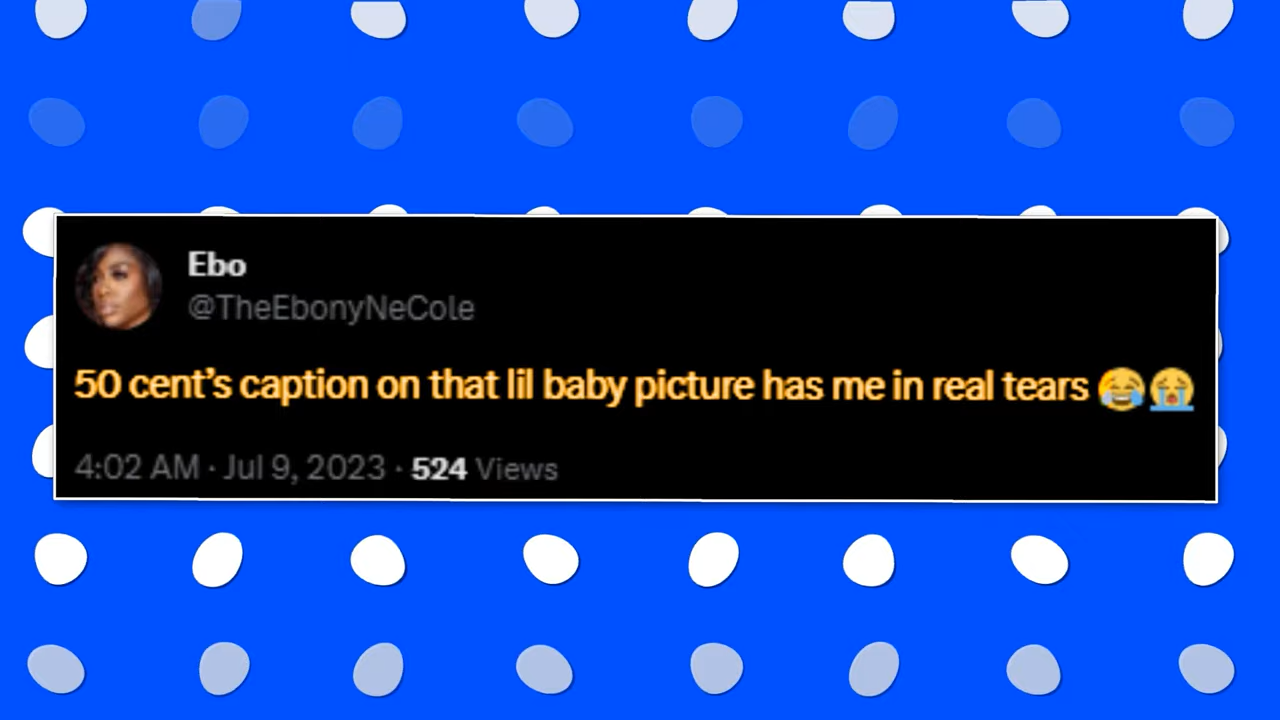 Ebo
@TheEbonyNeCole
50 cent’s caption on that lil baby picture has me in real tears 😂😭
4:02 AM · Jul 9, 2023 · 524 Views